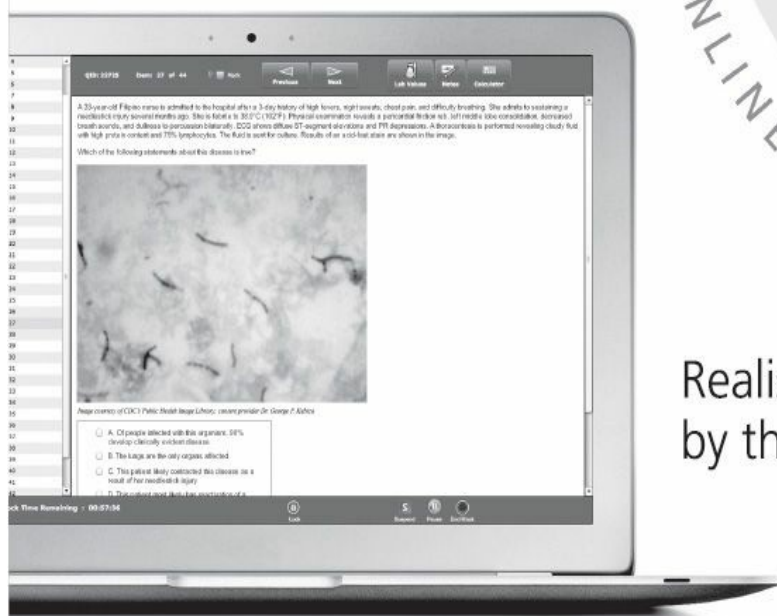 NLINE
QID: 22725 Item: 27 of 44 Mark
Previous Next
Lab Values Notes Calculator
A 33-year-old Filipino nurse is admitted to the hospital after a 3-day history of high fevers, night sweats, chest pain, and difficulty breathing. She admits to sustaining a
needlestick injury several months ago. She is febrile to 38.9°C (102°F). Physical examination reveals a pericardial friction rub, left middle lobe consolidation, decreased
breath sounds, and dullness to percussion bilaterally. ECG shows diffuse ST-segment elevations and PR depressions. A thoracentesis is performed revealing cloudy fluid
with high protein content and 75% lymphocytes. The fluid is sent for culture. Results of an acid-fast stain are shown in the image.
Which of the following statements about this disease is true?
Image courtesy of CDC's Public Health Image Library; content provider Dr. George P. Kubica
A. Of people infected with this organism, 90%
develop clinically evident disease
B. The lungs are the only organs affected
C. This patient likely contracted this disease as a
result of her needlestick injury
D. This patient most likely has reactivation of a
ock Time Remaining : 00:57:36
Lock Suspend Pause End Block
Realis
by th